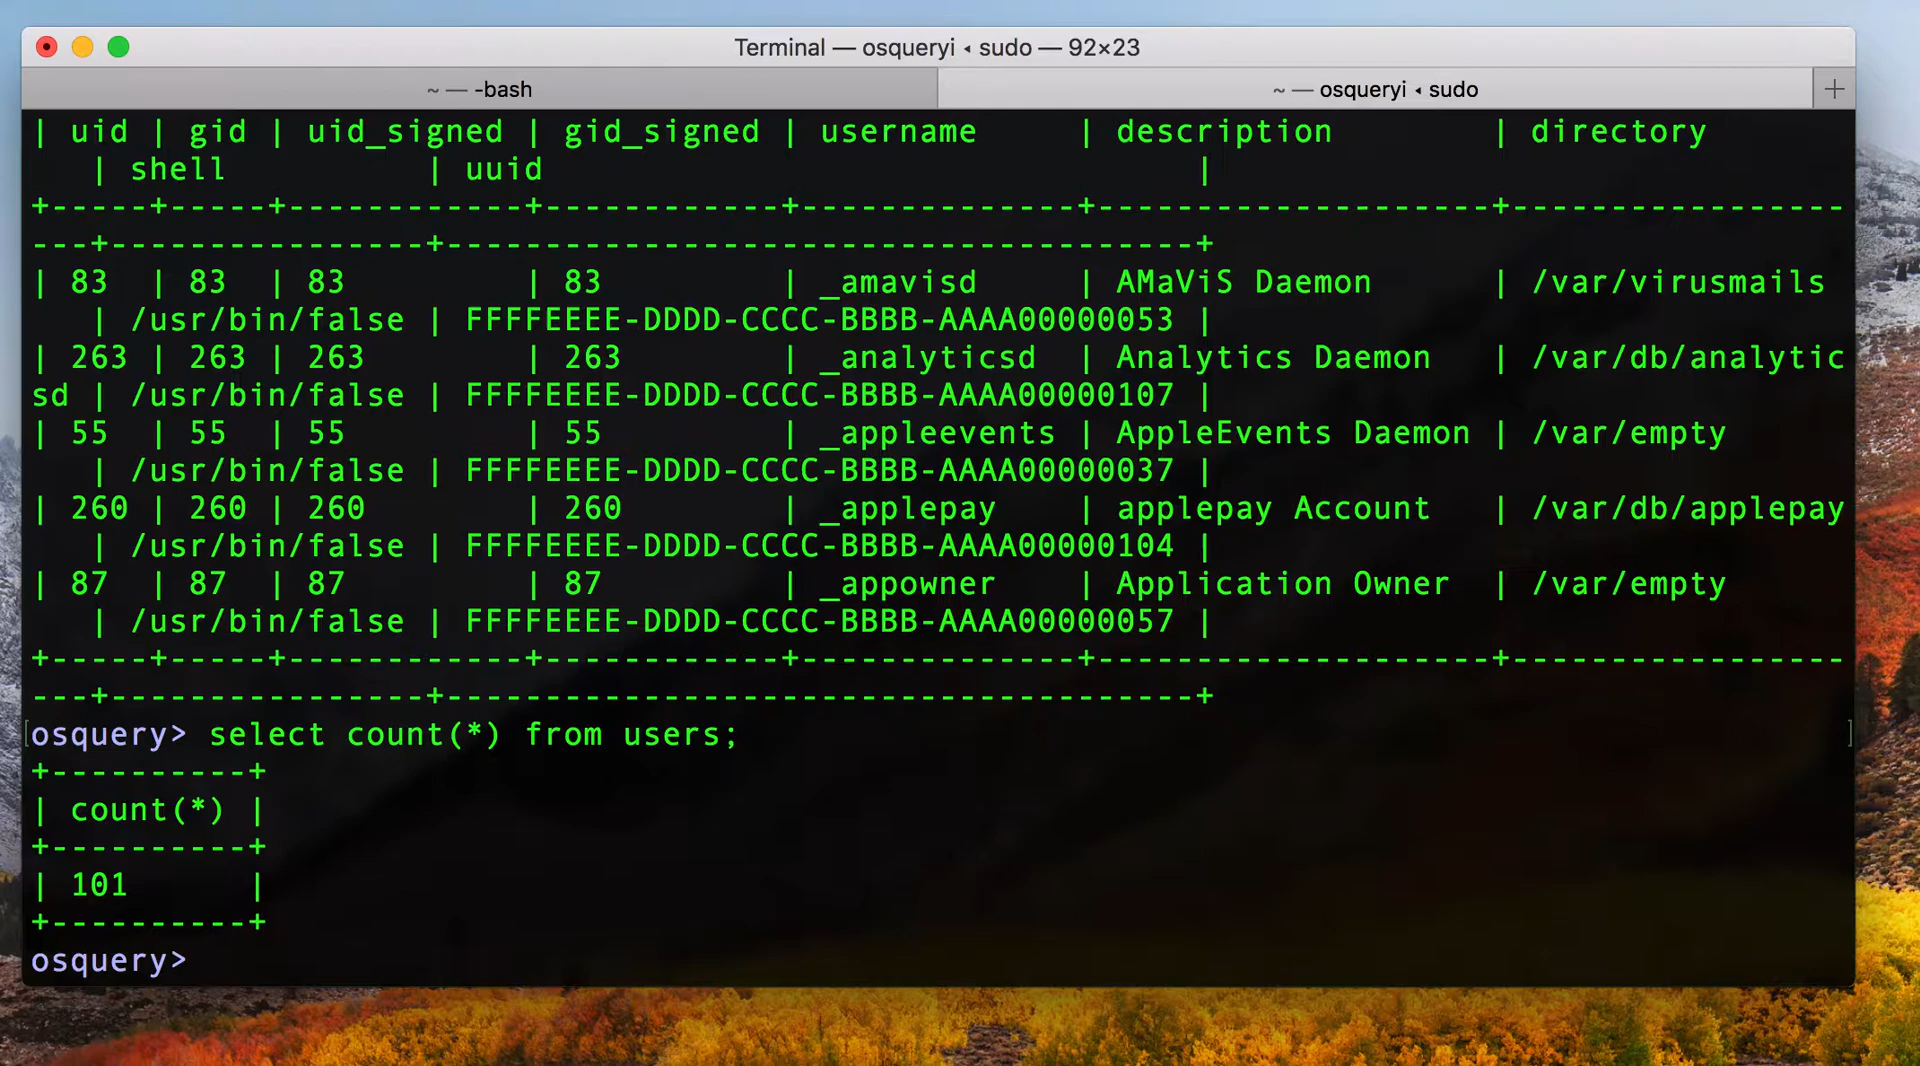 Terminal — osqueryi ◂ sudo — 92×23
~ — -bash
~ — osqueryi ◂ sudo
| uid | gid | uid_signed | gid_signed | username     | description        | directory
   | shell          | uuid                                 |
+-----+-----+------------+------------+--------------+--------------------+-----------------
---+----------------+--------------------------------------+
| 83  | 83  | 83         | 83         | _amavisd     | AMaViS Daemon      | /var/virusmails
   | /usr/bin/false | FFFFEEEE-DDDD-CCCC-BBBB-AAAA00000053 |
| 263 | 263 | 263        | 263        | _analyticsd  | Analytics Daemon   | /var/db/analytic
sd | /usr/bin/false | FFFFEEEE-DDDD-CCCC-BBBB-AAAA00000107 |
| 55  | 55  | 55         | 55         | _appleevents | AppleEvents Daemon | /var/empty
   | /usr/bin/false | FFFFEEEE-DDDD-CCCC-BBBB-AAAA00000037 |
| 260 | 260 | 260        | 260        | _applepay    | applepay Account   | /var/db/applepay
   | /usr/bin/false | FFFFEEEE-DDDD-CCCC-BBBB-AAAA00000104 |
| 87  | 87  | 87         | 87         | _appowner    | Application Owner  | /var/empty
   | /usr/bin/false | FFFFEEEE-DDDD-CCCC-BBBB-AAAA00000057 |
+-----+-----+------------+------------+--------------+--------------------+-----------------
---+----------------+--------------------------------------+
[osquery> select count(*) from users; ]
+----------+
| count(*) |
+----------+
| 101      |
+----------+
osquery>